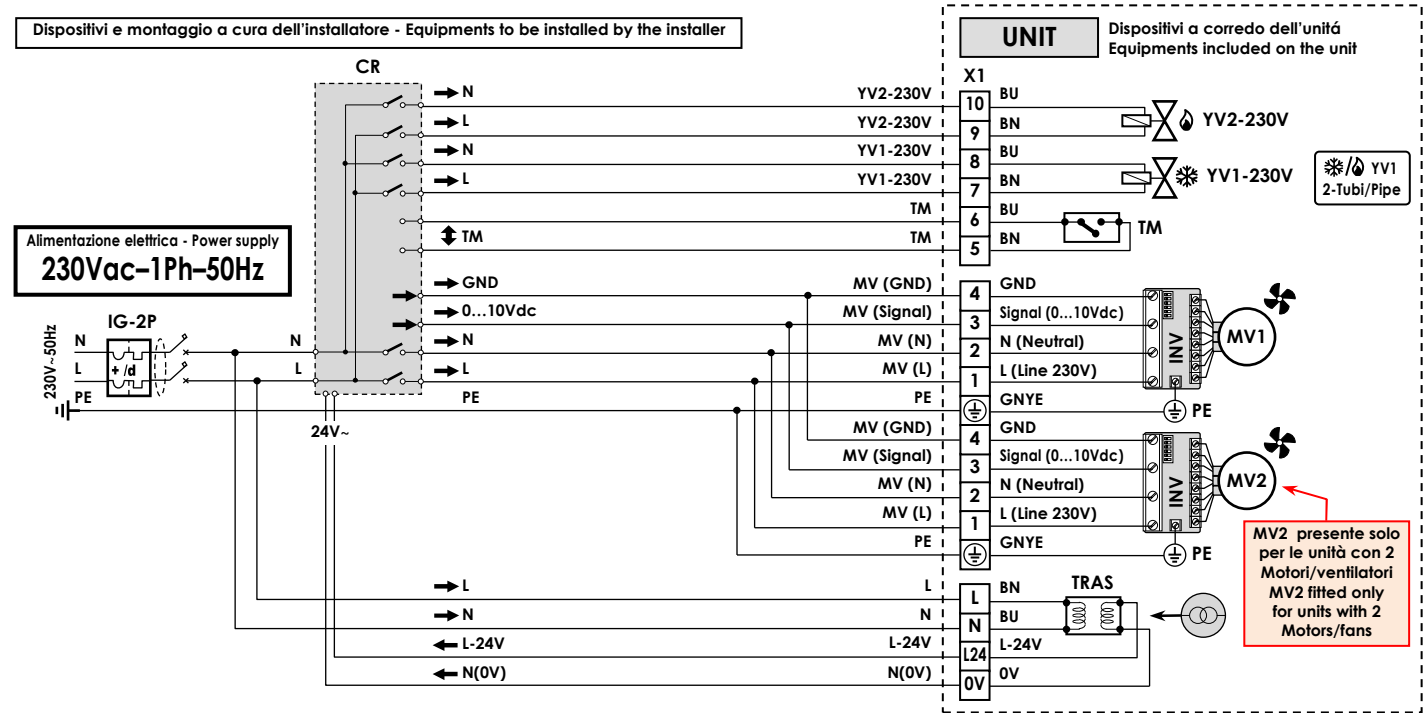 Dispositivi e montaggio a cura dell'installatore - Equipments to be installed by the installer
UNIT
Dispositivi a corredo dell'unitá
Equipments included on the unit
CR
X1
N
YV2-230V
10
BU
L
YV2-230V
9
BN
YV2-230V
N
YV1-230V
8
BU
L
YV1-230V
7
BN
YV1-230V
/ YV1
2-Tubi/Pipe
TM
6
BU
TM
TM
5
BN
TM
Alimentazione elettrica - Power supply
230Vac–1Ph–50Hz
GND
MV (GND)
4
GND
0...10Vdc
MV (Signal)
3
Signal (0...10Vdc)
N
MV (N)
2
N (Neutral)
L
MV (L)
1
L (Line 230V)
PE
PE
GNYE
PE
INV
MV1
IG-2P
230V~50Hz
N
L
PE
+ /d
N
L
24V~
MV (GND)
4
GND
MV (Signal)
3
Signal (0...10Vdc)
MV (N)
2
N (Neutral)
MV (L)
1
L (Line 230V)
PE
GNYE
PE
INV
MV2
MV2 presente solo
per le unità con 2
Motori/ventilatori
MV2 fitted only
for units with 2
Motors/fans
L
L
L
BN
TRAS
N
N
N
BU
L-24V
L-24V
L24
L-24V
N(0V)
N(0V)
0V
0V